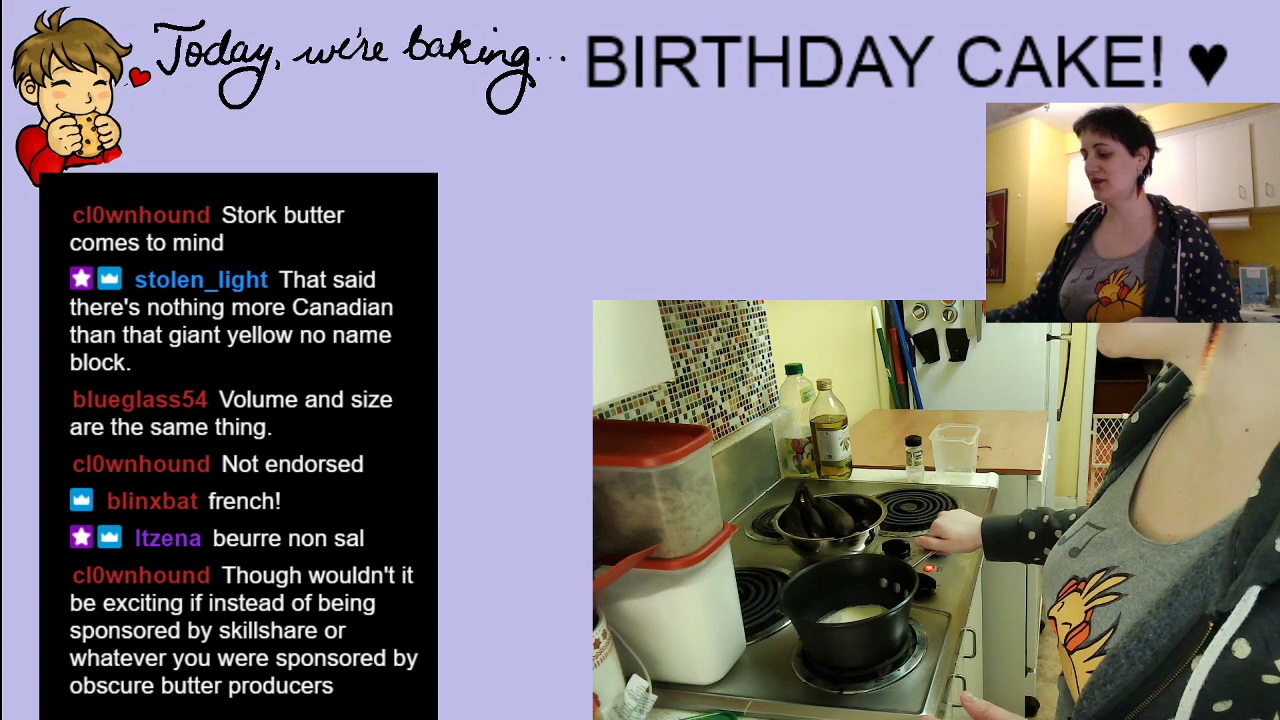 Today, we're baking... BIRTHDAY CAKE! ♥
cl0wnhound Stork butter
comes to mind
stolen_light That said
there's nothing more Canadian
than that giant yellow no name
block.
blueglass54 Volume and size
are the same thing.
cl0wnhound Not endorsed
blinxbat french!
Itzena beurre non sal
cl0wnhound Though wouldn't it
be exciting if instead of being
sponsored by skillshare or
whatever you were sponsored by
obscure butter producers